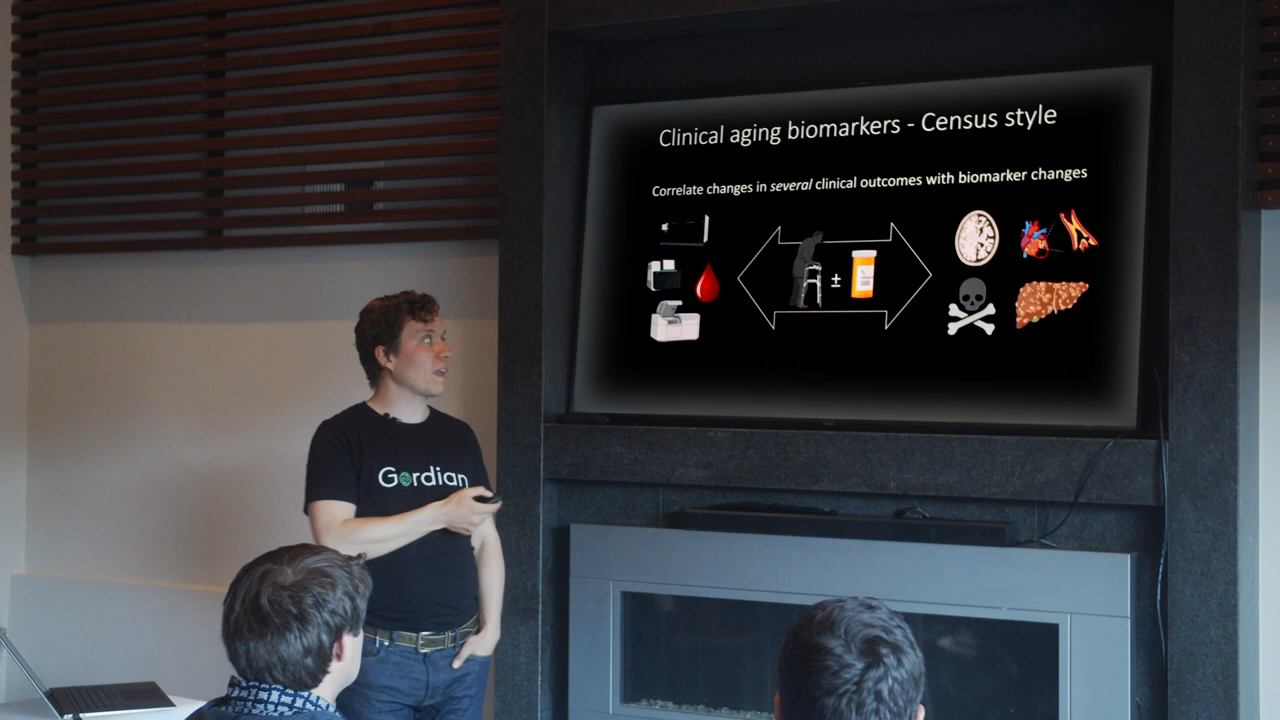 Clinical aging biomarkers - Census style
Correlate changes in several clinical outcomes with biomarker changes
±
Gordian